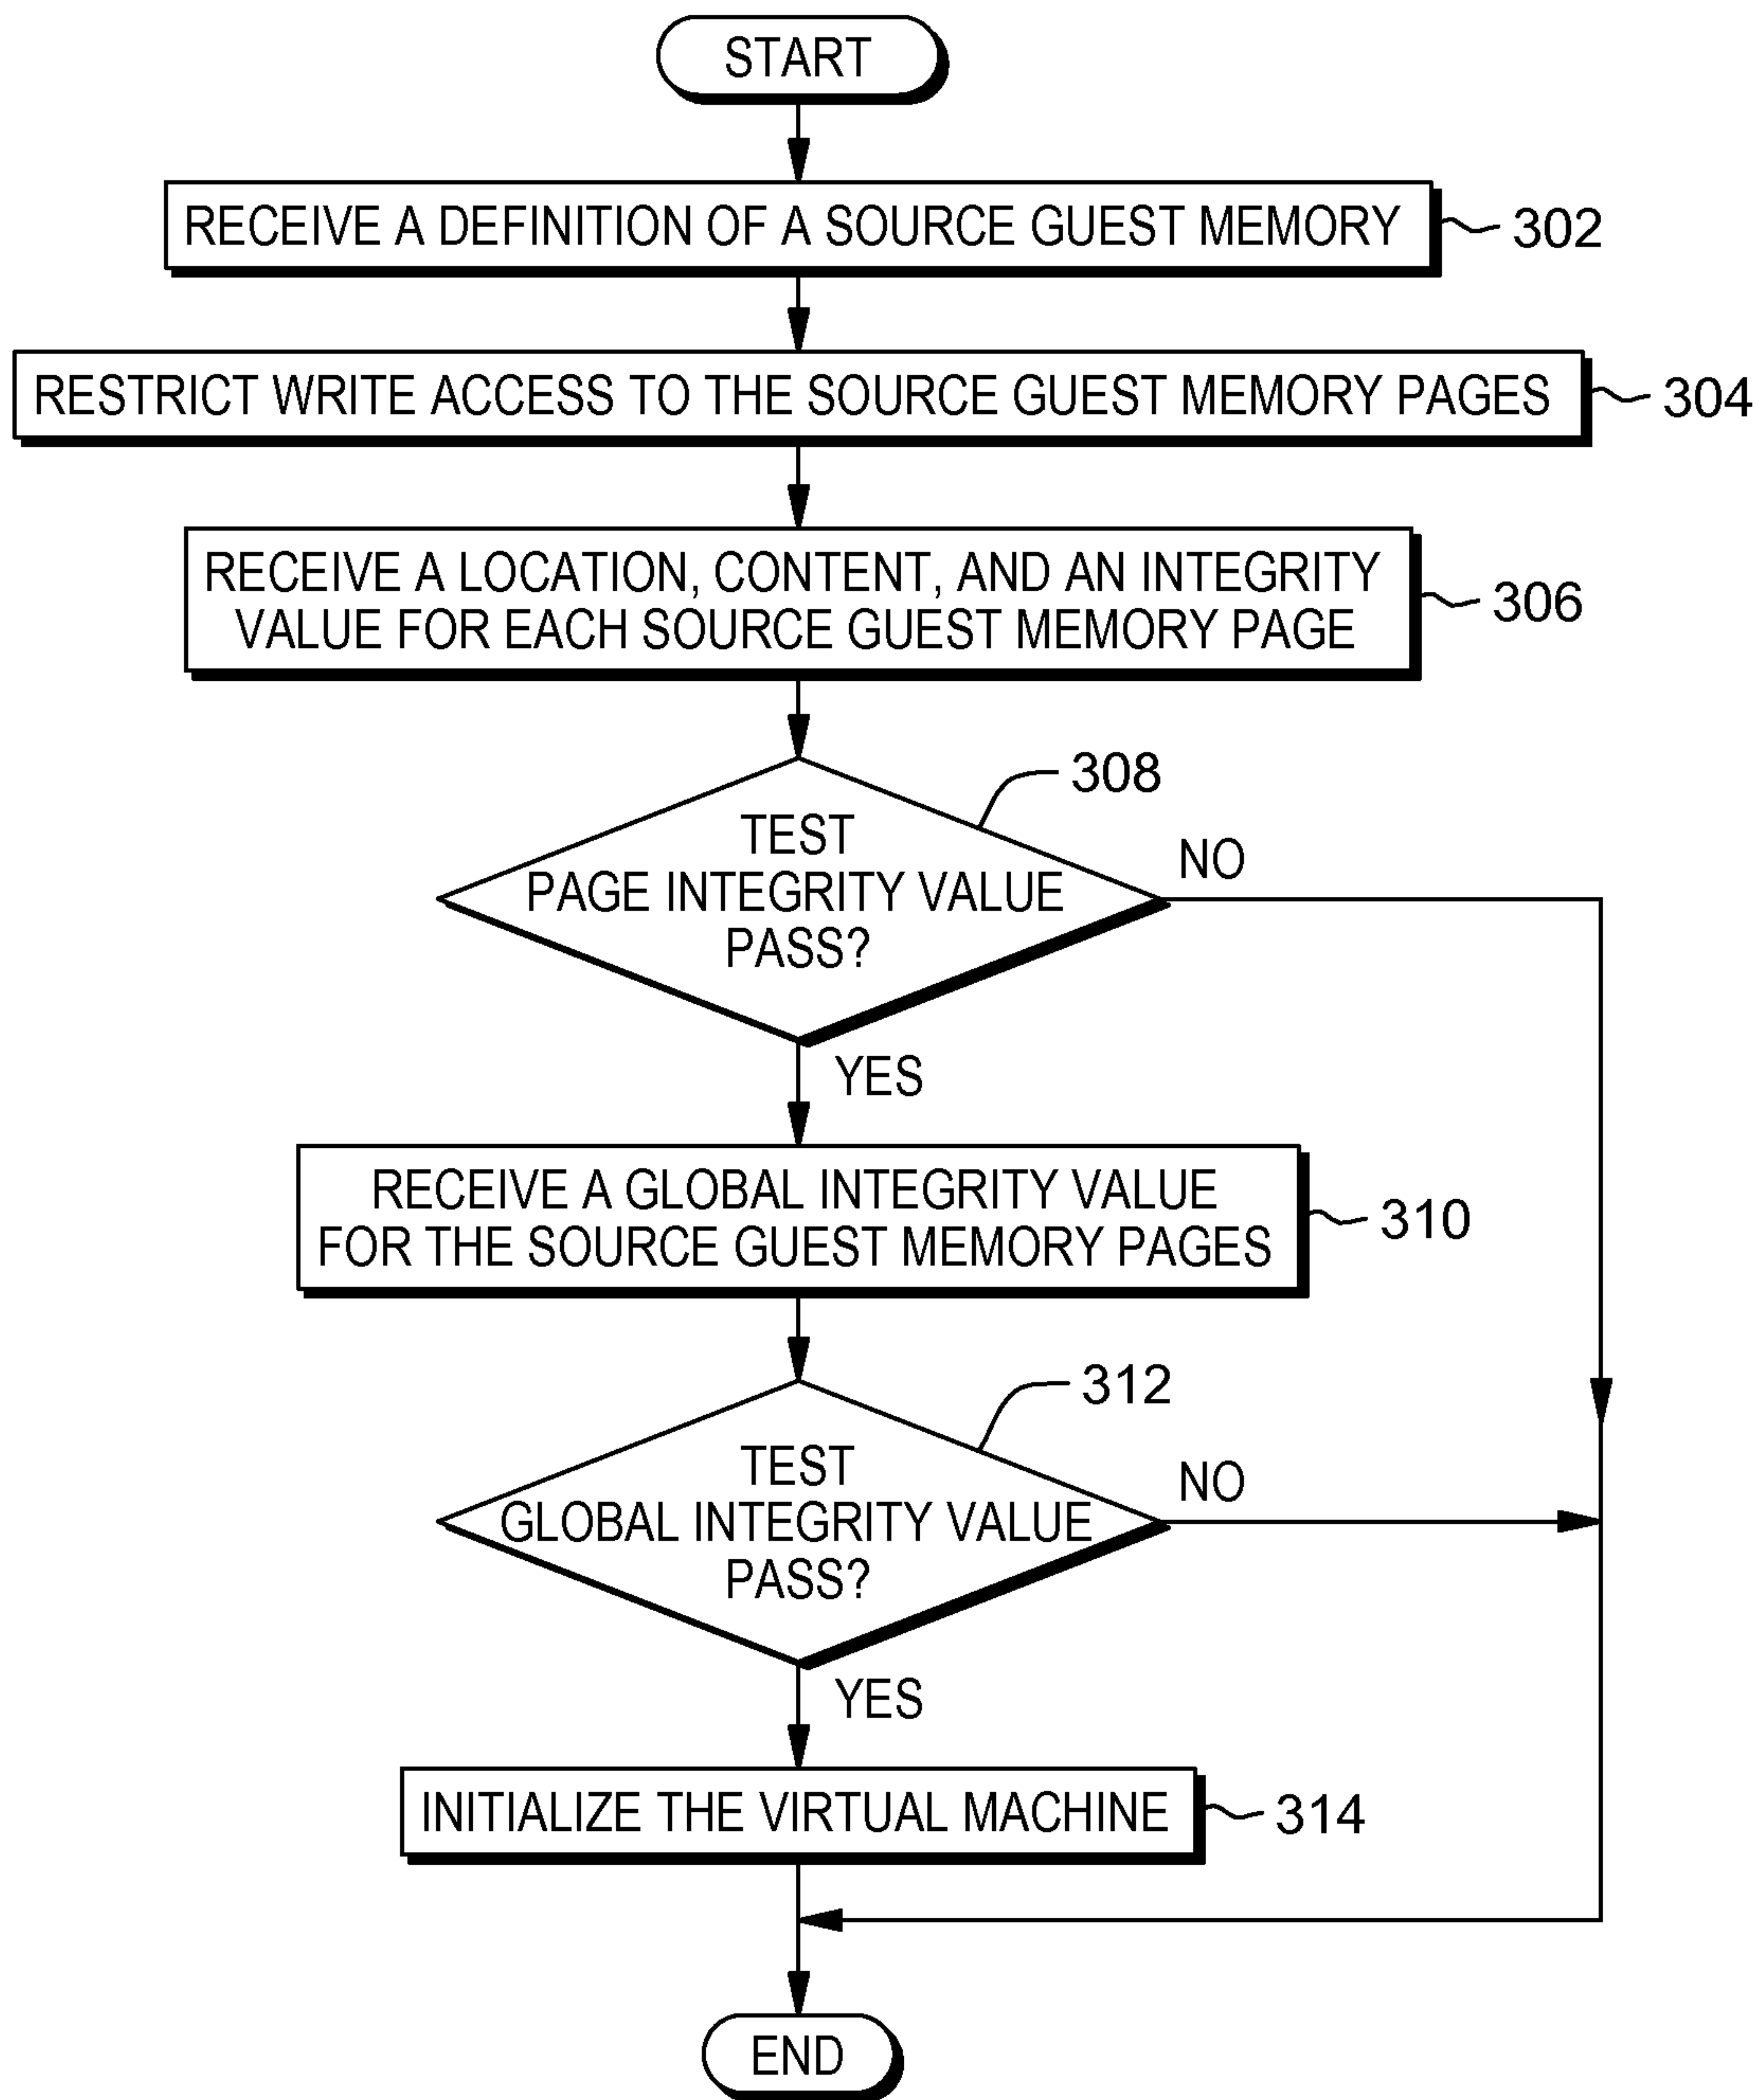 START
RECEIVE A DEFINITION OF A SOURCE GUEST MEMORY
302
RESTRICT WRITE ACCESS TO THE SOURCE GUEST MEMORY PAGES
304
RECEIVE A LOCATION, CONTENT, AND AN INTEGRITY
VALUE FOR EACH SOURCE GUEST MEMORY PAGE
306
308
TEST
PAGE INTEGRITY VALUE
PASS?
NO
YES
RECEIVE A GLOBAL INTEGRITY VALUE
FOR THE SOURCE GUEST MEMORY PAGES
310
312
TEST
GLOBAL INTEGRITY VALUE
PASS?
NO
YES
INITIALIZE THE VIRTUAL MACHINE
314
END